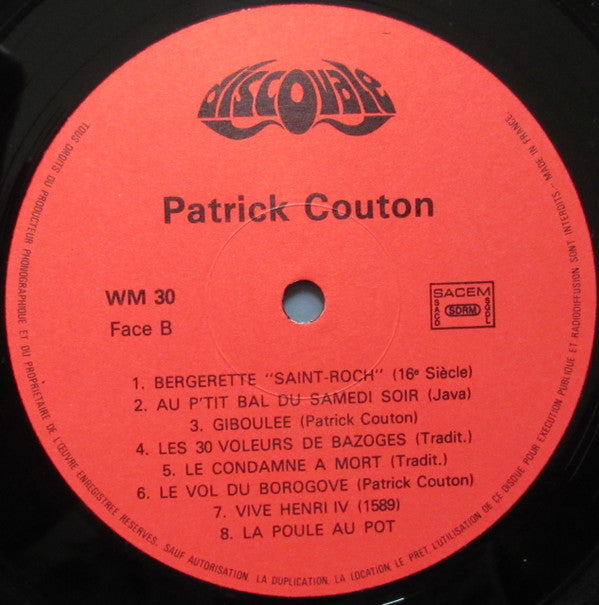 discovale
Patrick Couton
WM 30
Face B
SACEM
SACD
SDRM
SGDL
1. BERGERETTE "SAINT-ROCH" (16e Siècle)
2. AU P'TIT BAL DU SAMEDI SOIR (Java)
3. GIBOULEE (Patrick Couton)
4. LES 30 VOLEURS DE BAZOGES (Tradit.)
5. LE CONDAMNE A MORT (Tradit.)
6. LE VOL DU BOROGOVE (Patrick Couton)
7. VIVE HENRI IV (1589)
8. LA POULE AU POT
TOUS DROITS DU PRODUCTEUR PHONOGRAPHIQUE ET DU PROPRIETAIRE DE L'ŒUVRE ENREGISTREE RESERVES. SAUF AUTORISATION, LA DUPLICATION, LA LOCATION, LE PRET, L'UTILISATION DE CE DISQUE POUR EXECUTION PUBLIQUE ET RADIODIFFUSION SONT INTERDITS - MADE IN FRANCE.